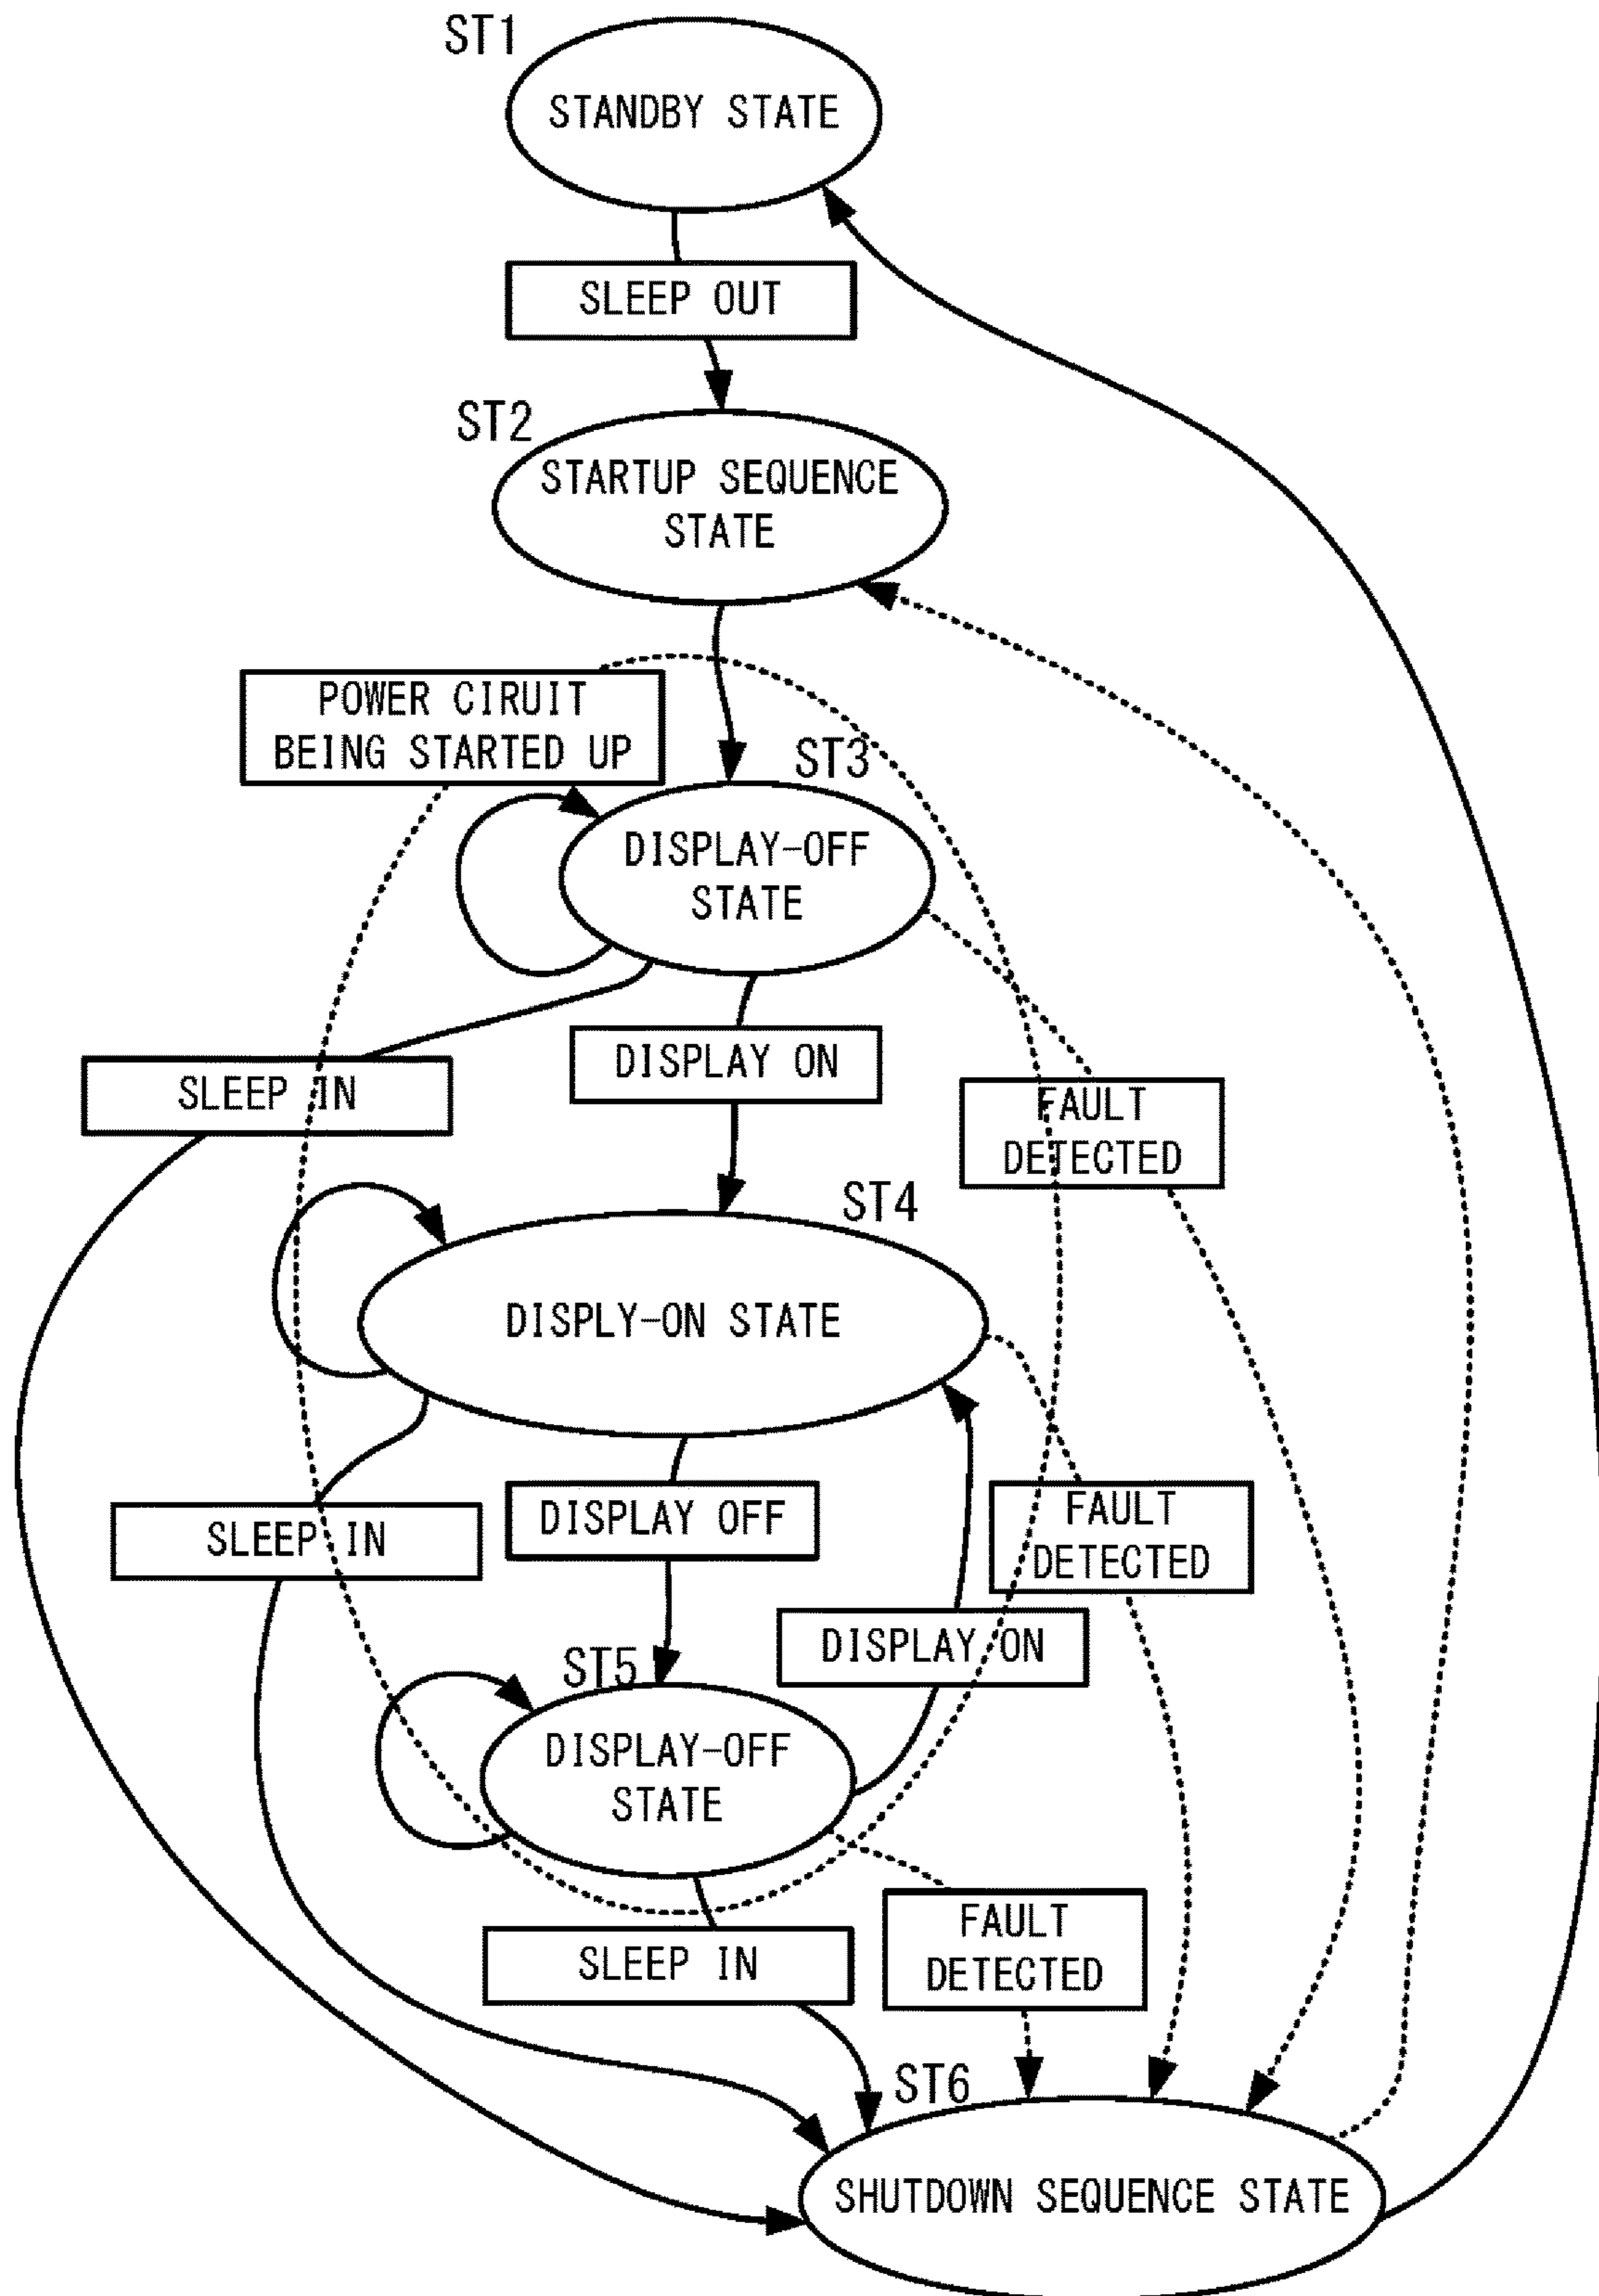 ST1
STANDBY STATE
SLEEP OUT
ST2
STARTUP SEQUENCE
STATE
POWER CIRUIT
BEING STARTED UP
ST3
DISPLAY-OFF
STATE
DISPLAY ON
SLEEP IN
FAULT
DETECTED
ST4
DISPLY-ON STATE
DISPLAY OFF
SLEEP IN
FAULT
DETECTED
DISPLAY ON
ST5
DISPLAY-OFF
STATE
FAULT
DETECTED
SLEEP IN
ST6
SHUTDOWN SEQUENCE STATE